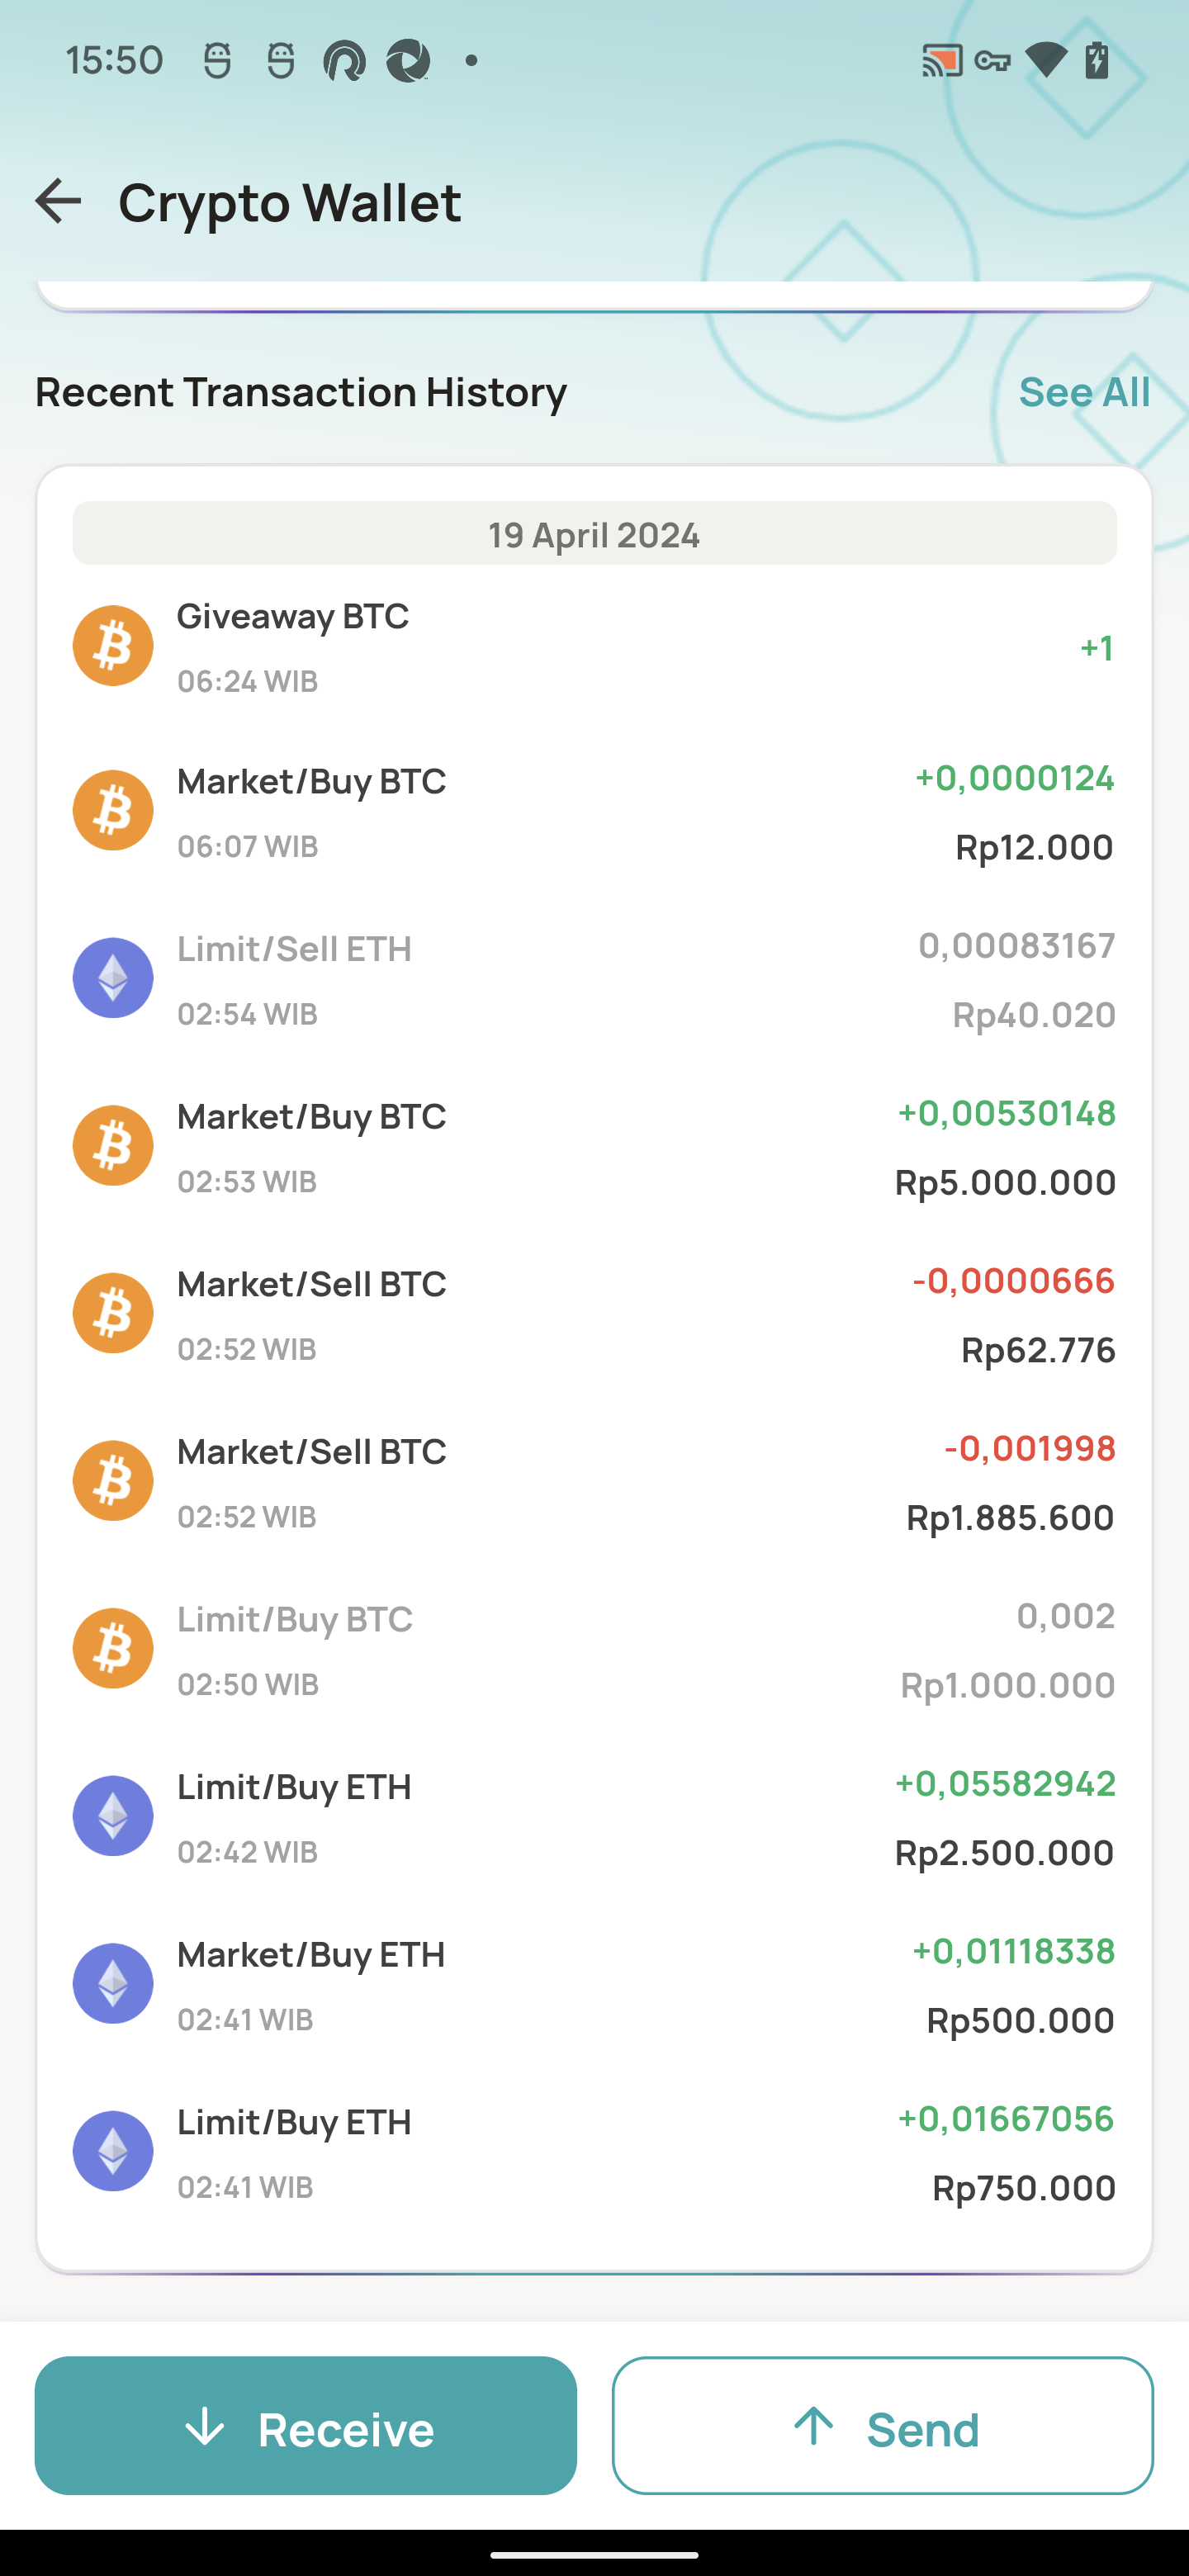 15:50
Crypto Wallet
Recent Transaction History
See All
19 April 2024
Giveaway BTC
+1
06:24 WIB
Market/Buy BTC
+0,0000124
06:07 WIB
Rp12.000
Limit/Sell ETH
0,00083167
02:54 WIB
Rp40.020
Market/Buy BTC
+0,00530148
02:53 WIB
Rp5.000.000
Market/Sell BTC
-0,0000666
02:52 WIB
Rp62.776
Market/Sell BTC
-0,001998
02:52 WIB
Rp1.885.600
Limit/Buy BTC
0,002
02:50 WIB
Rp1.000.000
Limit/Buy ETH
+0,05582942
02:42 WIB
Rp2.500.000
Market/Buy ETH
+0,01118338
02:41 WIB
Rp500.000
Limit/Buy ETH
+0,01667056
02:41 WIB
Rp750.000
Receive
Send